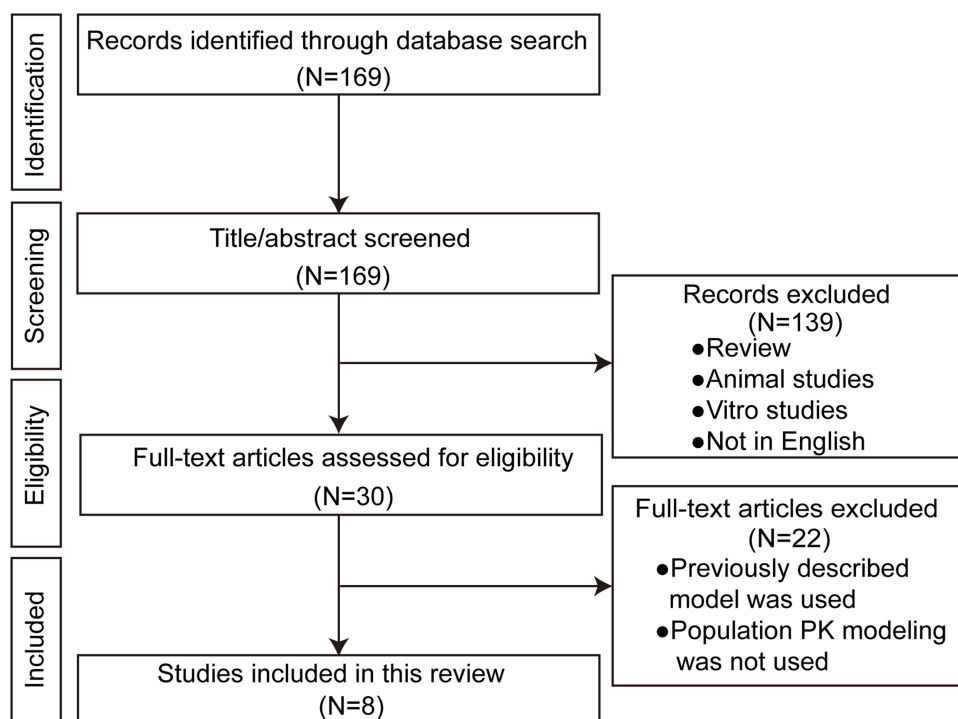 Identification
Records identified through database search
(N=169)
Screening
Title/abstract screened
(N=169)
Records excluded
(N=139)
●Review
●Animal studies
●Vitro studies
●Not in English
Eligibility
Full-text articles assessed for eligibility
(N=30)
Full-text articles excluded
(N=22)
●Previously described
model was used
●Population PK modeling
was not used
Included
Studies included in this review
(N=8)